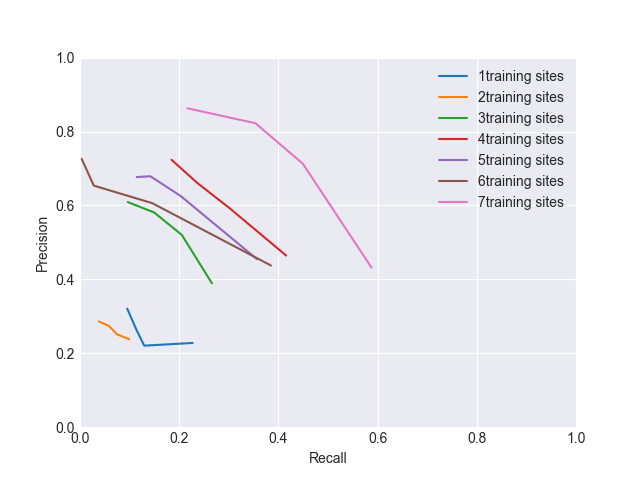 1.0
0.8
0.6
0.4
0.2
0.0
Precision
0.0 0.2 0.4 0.6 0.8 1.0
Recall
1training sites
2training sites
3training sites
4training sites
5training sites
6training sites
7training sites